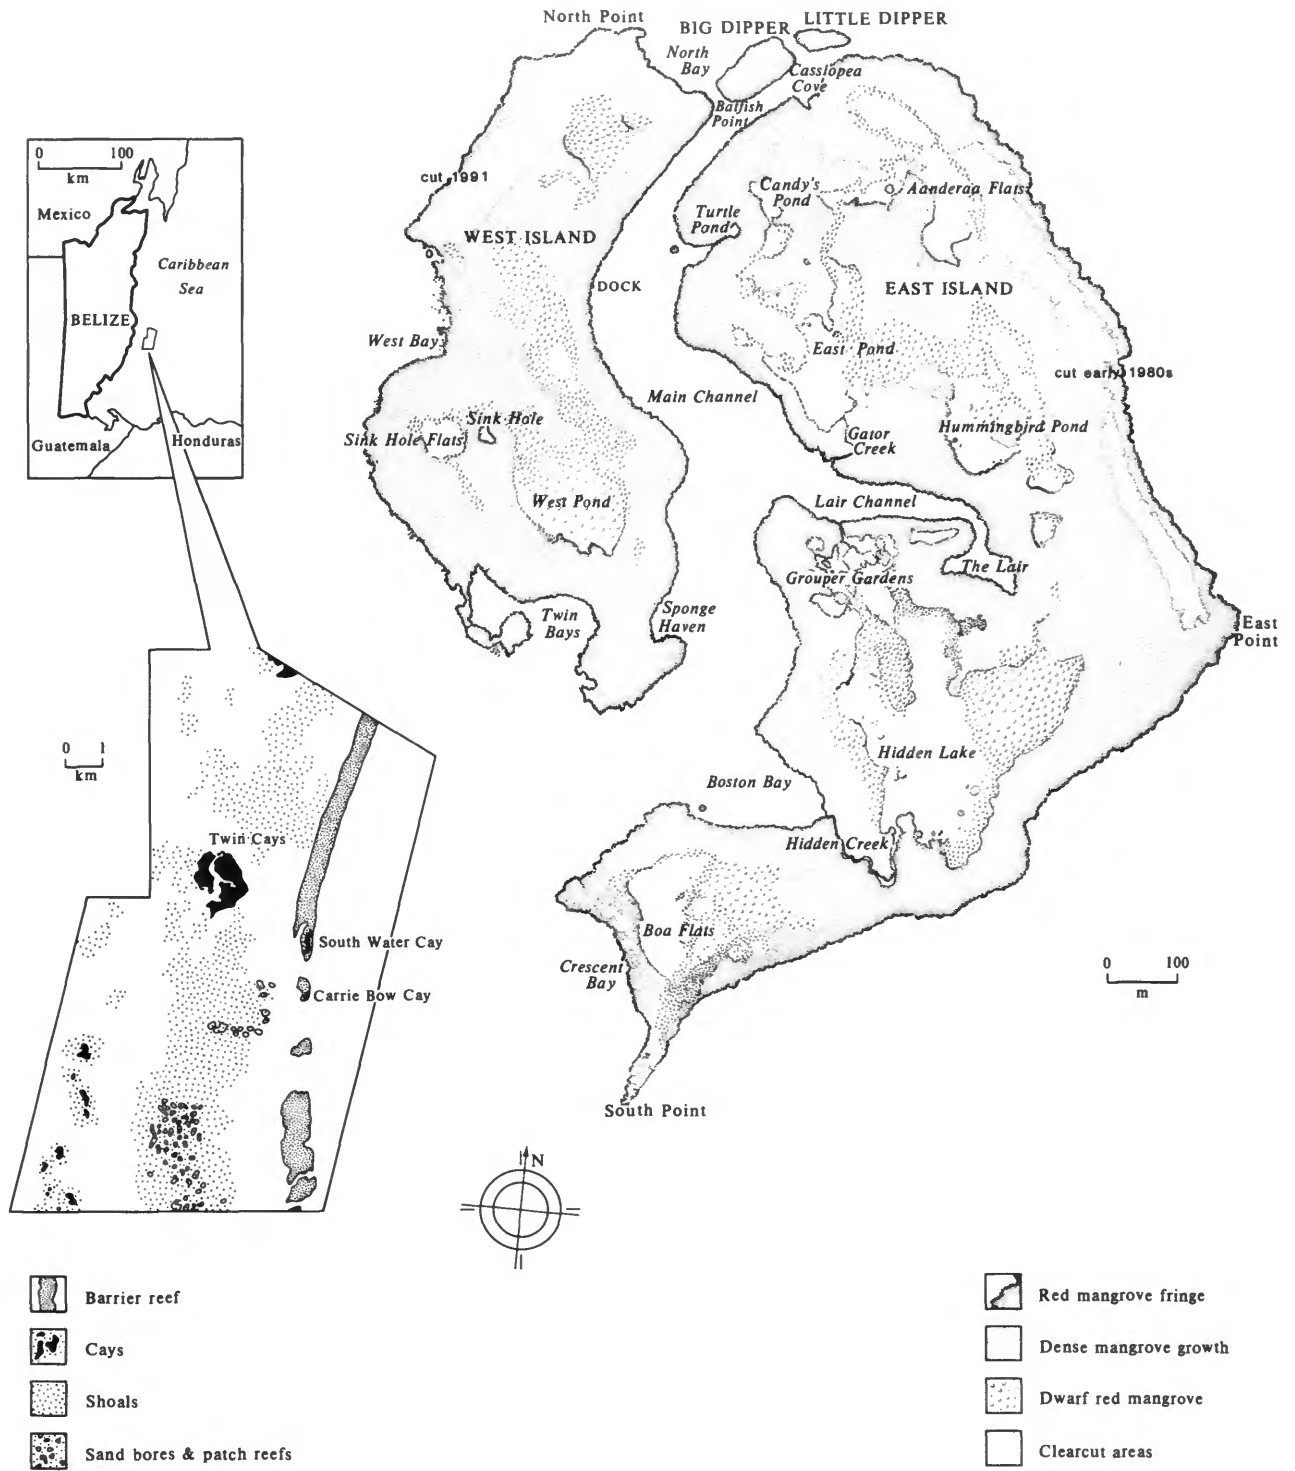 North Point
BIG DIPPER
LITTLE DIPPER
North
Bay
Cassiopea
Cove
Batfish
Point
cut 1991
Candy's
Pond
Aanderaa Flats
Turtle
Pond
WEST ISLAND
DOCK
EAST ISLAND
West Bay
East Pond
cut early 1980s
Main Channel
Sink Hole
Sink Hole Flats
Gator
Creek
Hummingbird Pond
West Pond
Lair Channel
The Lair
Grouper Gardens
Twin
Bays
Sponge
Haven
East
Point
Hidden Lake
Boston Bay
Hidden Creek
Boa Flats
Crescent
Bay
South Point
0 100
m
N
0 100
km
Mexico
Caribbean
Sea
BELIZE
Guatemala
Honduras
0 1
km
Twin Cays
South Water Cay
Carrie Bow Cay
Barrier reef
Cays
Shoals
Sand bores & patch reefs
Red mangrove fringe
Dense mangrove growth
Dwarf red mangrove
Clearcut areas